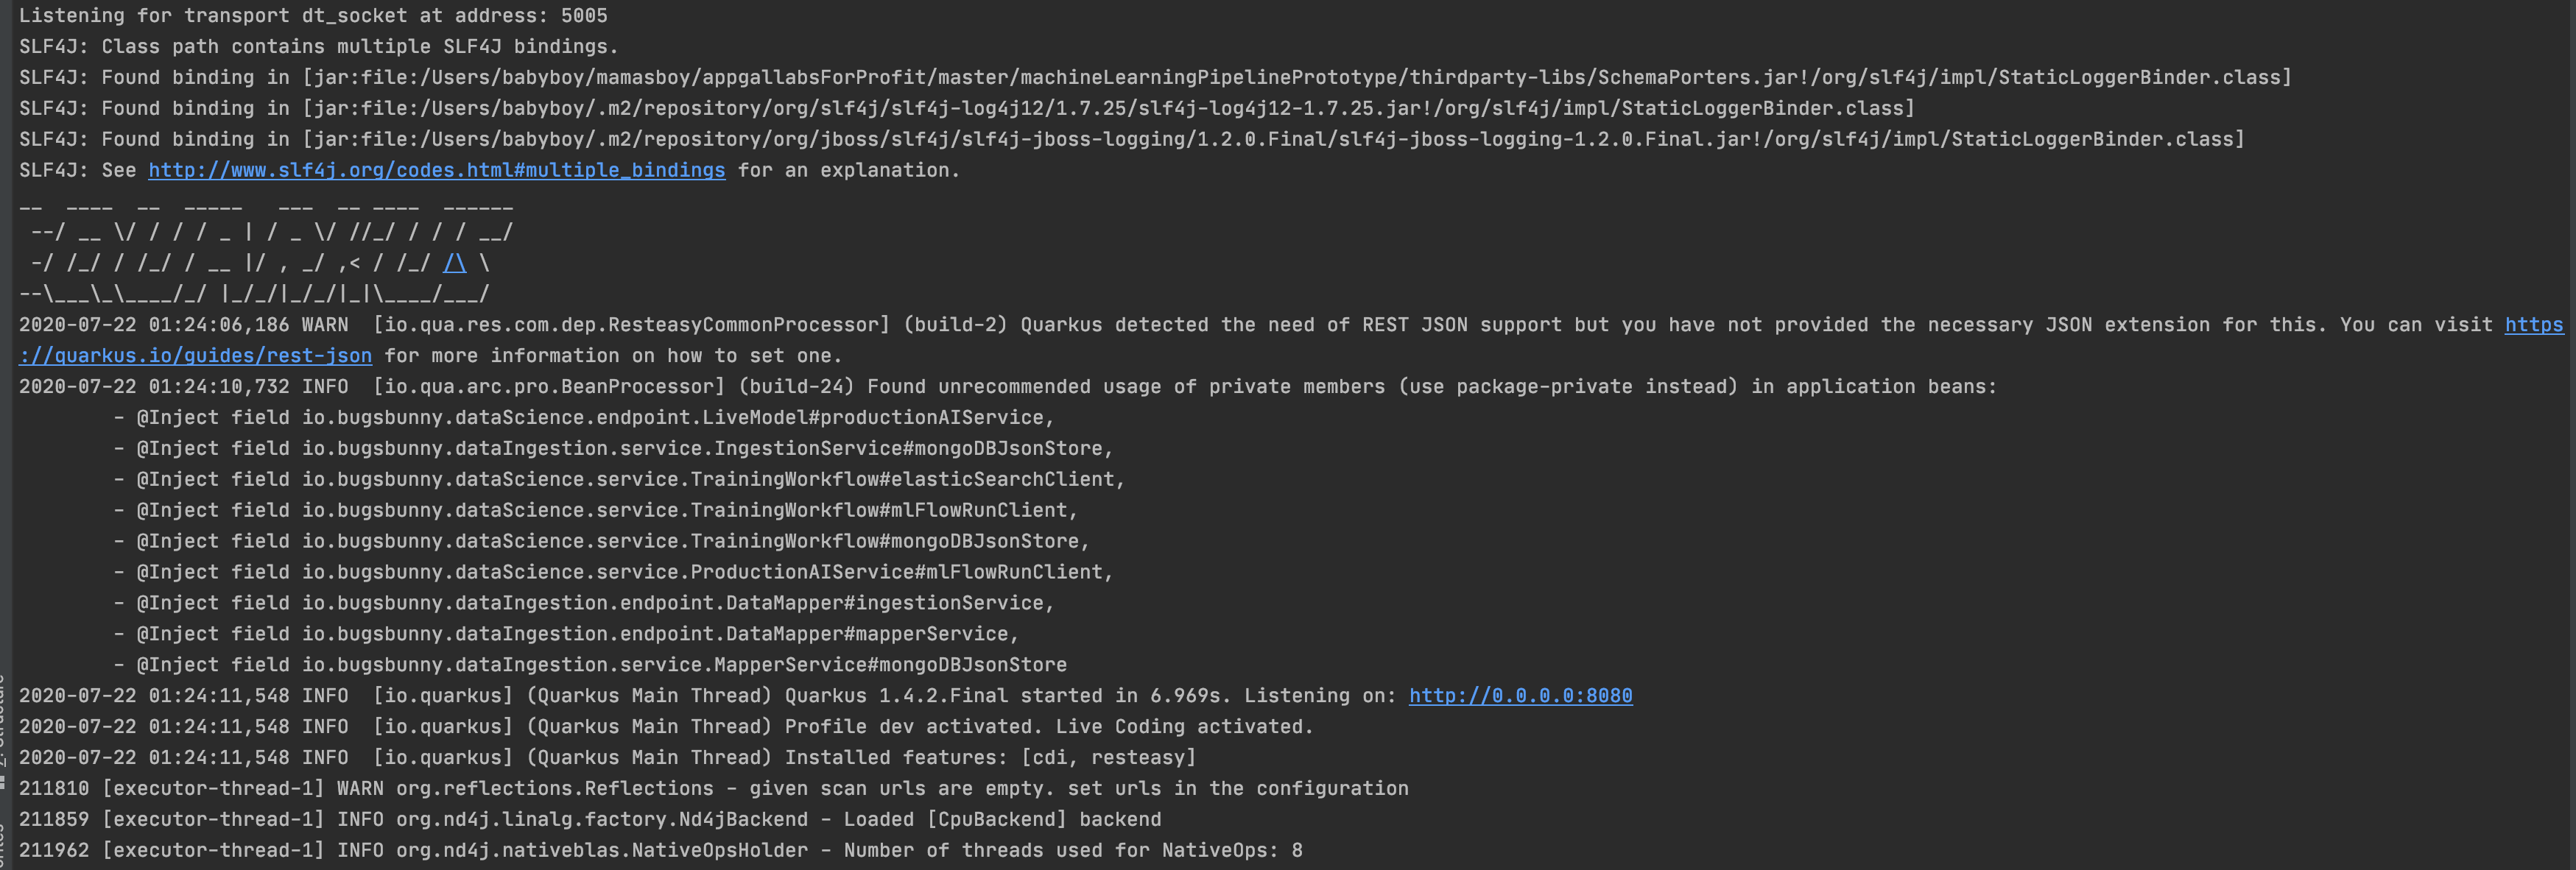 Listening for transport dt_socket at address: 5005
SLF4J: Class path contains multiple SLF4J bindings.
SLF4J: Found binding in [jar:file:/Users/babyboy/mamasboy/appgallabsForProfit/master/machineLearningPipelinePrototype/thirdparty-libs/SchemaPorters.jar!/org/slf4j/impl/StaticLoggerBinder.class]
SLF4J: Found binding in [jar:file:/Users/babyboy/.m2/repository/org/slf4j/slf4j-log4j12/1.7.25/slf4j-log4j12-1.7.25.jar!/org/slf4j/impl/StaticLoggerBinder.class]
SLF4J: Found binding in [jar:file:/Users/babyboy/.m2/repository/org/jboss/slf4j/slf4j-jboss-logging/1.2.0.Final/slf4j-jboss-logging-1.2.0.Final.jar!/org/slf4j/impl/StaticLoggerBinder.class]
SLF4J: See http://www.slf4j.org/codes.html#multiple_bindings for an explanation.
__  ____  __  _____   ___  __ ____  ______
 --/ __ \/ / / / _ | / _ \/ //_/ / / / __/
 -/ /_/ / /_/ / __ |/ , _/ ,< / /_/ /\ \
--\___\_\____/_/ |_/_/|_/_/|_|\____/___/
2020-07-22 01:24:06,186 WARN  [io.qua.res.com.dep.ResteasyCommonProcessor] (build-2) Quarkus detected the need of REST JSON support but you have not provided the necessary JSON extension for this. You can visit https
://quarkus.io/guides/rest-json for more information on how to set one.
2020-07-22 01:24:10,732 INFO  [io.qua.arc.pro.BeanProcessor] (build-24) Found unrecommended usage of private members (use package-private instead) in application beans:
	- @Inject field io.bugsbunny.dataScience.endpoint.LiveModel#productionAIService,
	- @Inject field io.bugsbunny.dataIngestion.service.IngestionService#mongoDBJsonStore,
	- @Inject field io.bugsbunny.dataScience.service.TrainingWorkflow#elasticSearchClient,
	- @Inject field io.bugsbunny.dataScience.service.TrainingWorkflow#mlFlowRunClient,
	- @Inject field io.bugsbunny.dataScience.service.TrainingWorkflow#mongoDBJsonStore,
	- @Inject field io.bugsbunny.dataScience.service.ProductionAIService#mlFlowRunClient,
	- @Inject field io.bugsbunny.dataIngestion.endpoint.DataMapper#ingestionService,
	- @Inject field io.bugsbunny.dataIngestion.endpoint.DataMapper#mapperService,
	- @Inject field io.bugsbunny.dataIngestion.service.MapperService#mongoDBJsonStore
2020-07-22 01:24:11,548 INFO  [io.quarkus] (Quarkus Main Thread) Quarkus 1.4.2.Final started in 6.969s. Listening on: http://0.0.0.0:8080
2020-07-22 01:24:11,548 INFO  [io.quarkus] (Quarkus Main Thread) Profile dev activated. Live Coding activated.
2020-07-22 01:24:11,548 INFO  [io.quarkus] (Quarkus Main Thread) Installed features: [cdi, resteasy]
211810 [executor-thread-1] WARN org.reflections.Reflections - given scan urls are empty. set urls in the configuration
211859 [executor-thread-1] INFO org.nd4j.linalg.factory.Nd4jBackend - Loaded [CpuBackend] backend
211962 [executor-thread-1] INFO org.nd4j.nativeblas.NativeOpsHolder - Number of threads used for NativeOps: 8